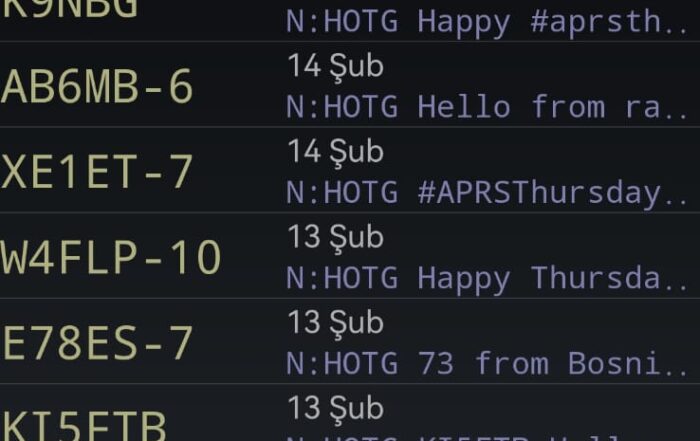 K9NBG
N:HOTG Happy #aprsth..
AB6MB-6
14 Şub
N:HOTG Hello from ra..
XE1ET-7
14 Şub
N:HOTG #APRSThursday..
W4FLP-10
13 Şub
N:HOTG Happy Thursda..
E78ES-7
13 Şub
N:HOTG 73 from Bosni..
KI5FTB
13 Şub